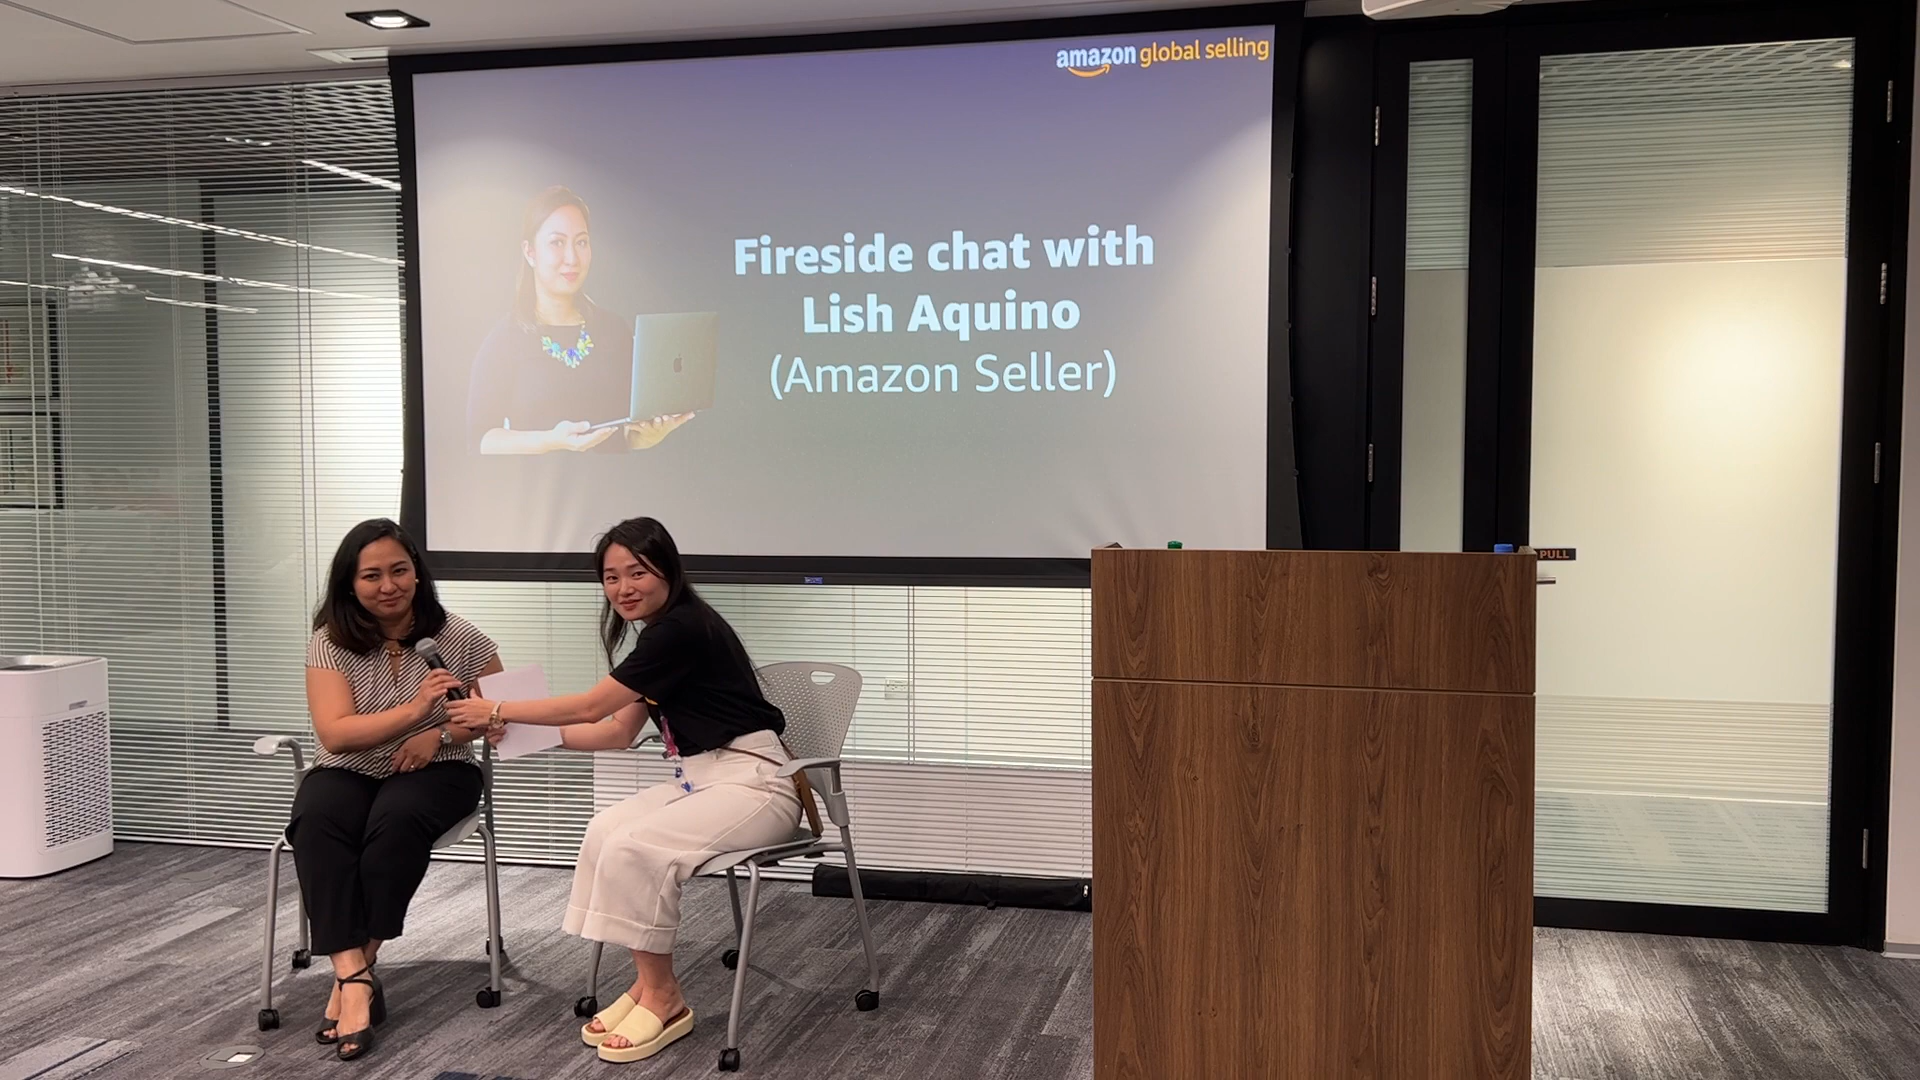 amazon global selling
Fireside chat with
Lish Aquino
(Amazon Seller)
PULL